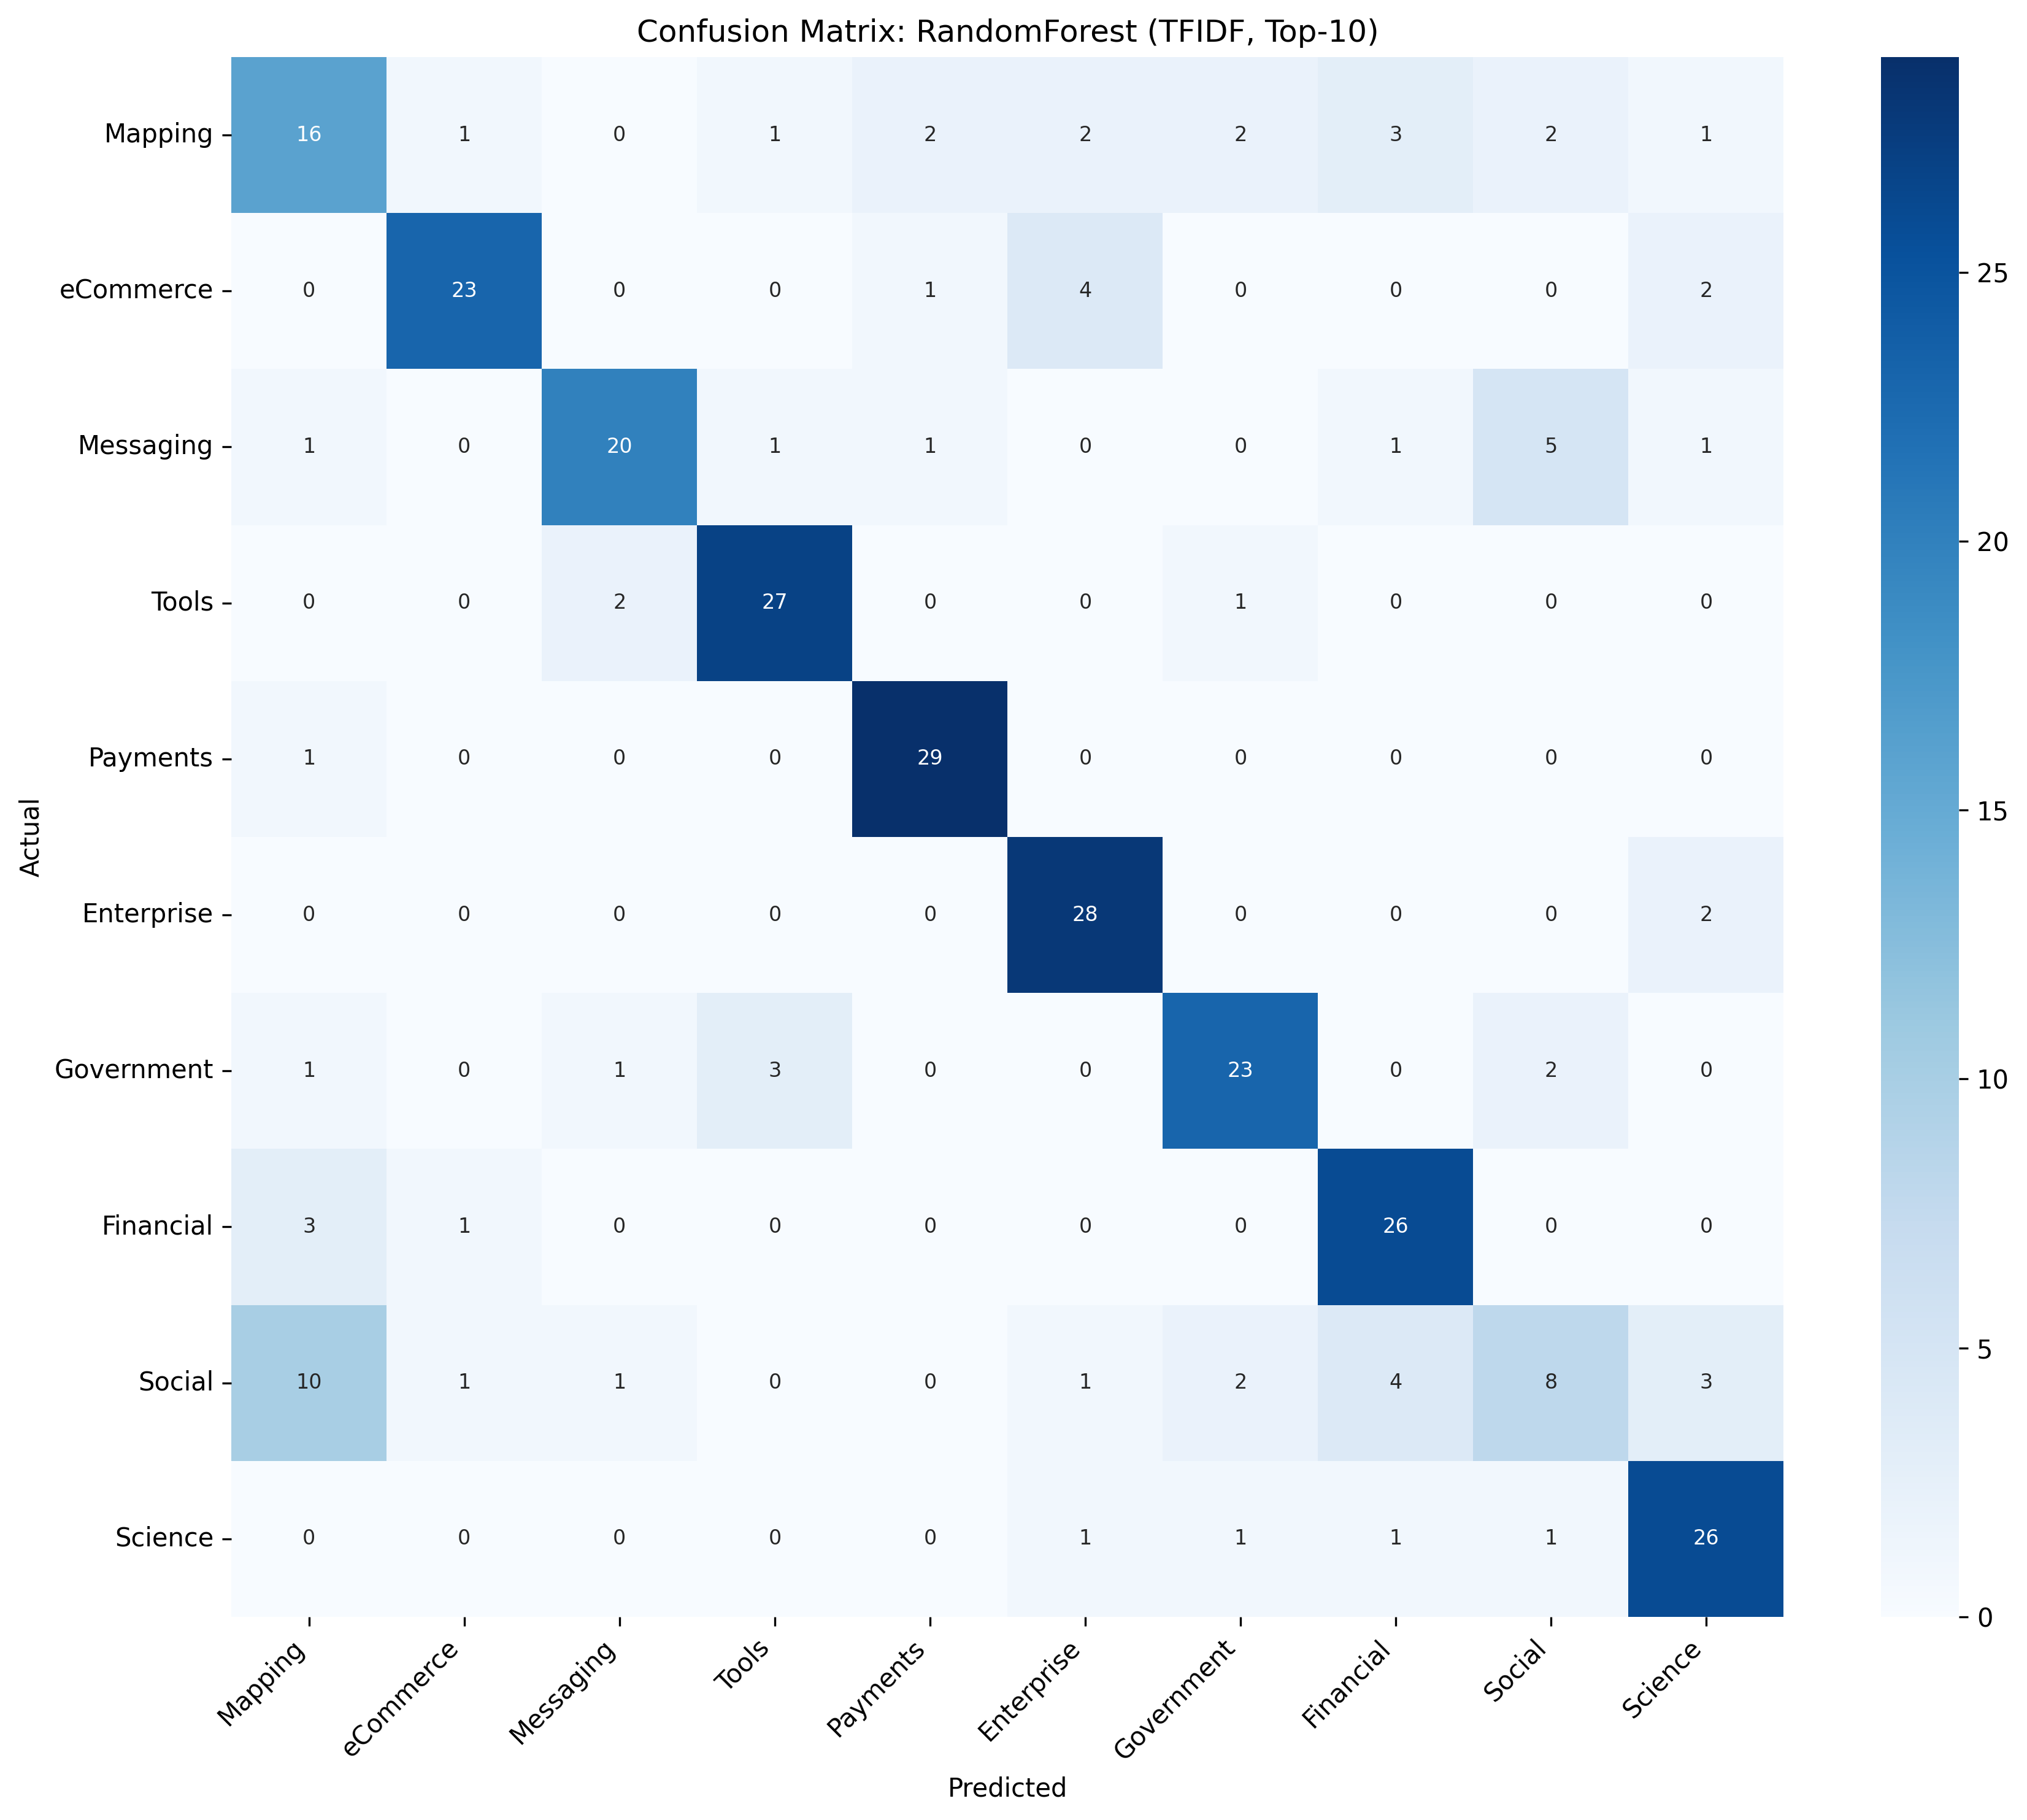 Confusion Matrix: RandomForest (TFIDF, Top-10)
Mapping 16 1 0 1 2 2 2 3 2 1
eCommerce 0 23 0 0 1 4 0 0 0 2
Messaging 1 0 20 1 1 0 0 1 5 1
Tools 0 0 2 27 0 0 1 0 0 0
Payments 1 0 0 0 29 0 0 0 0 0
Enterprise 0 0 0 0 0 28 0 0 0 2
Government 1 0 1 3 0 0 23 0 2 0
Financial 3 1 0 0 0 0 0 26 0 0
Social 10 1 1 0 0 1 2 4 8 3
Science 0 0 0 0 0 1 1 1 1 26
Actual
Mapping eCommerce Messaging Tools Payments Enterprise Government Financial Social Science
Predicted
25
20
15
10
5
0